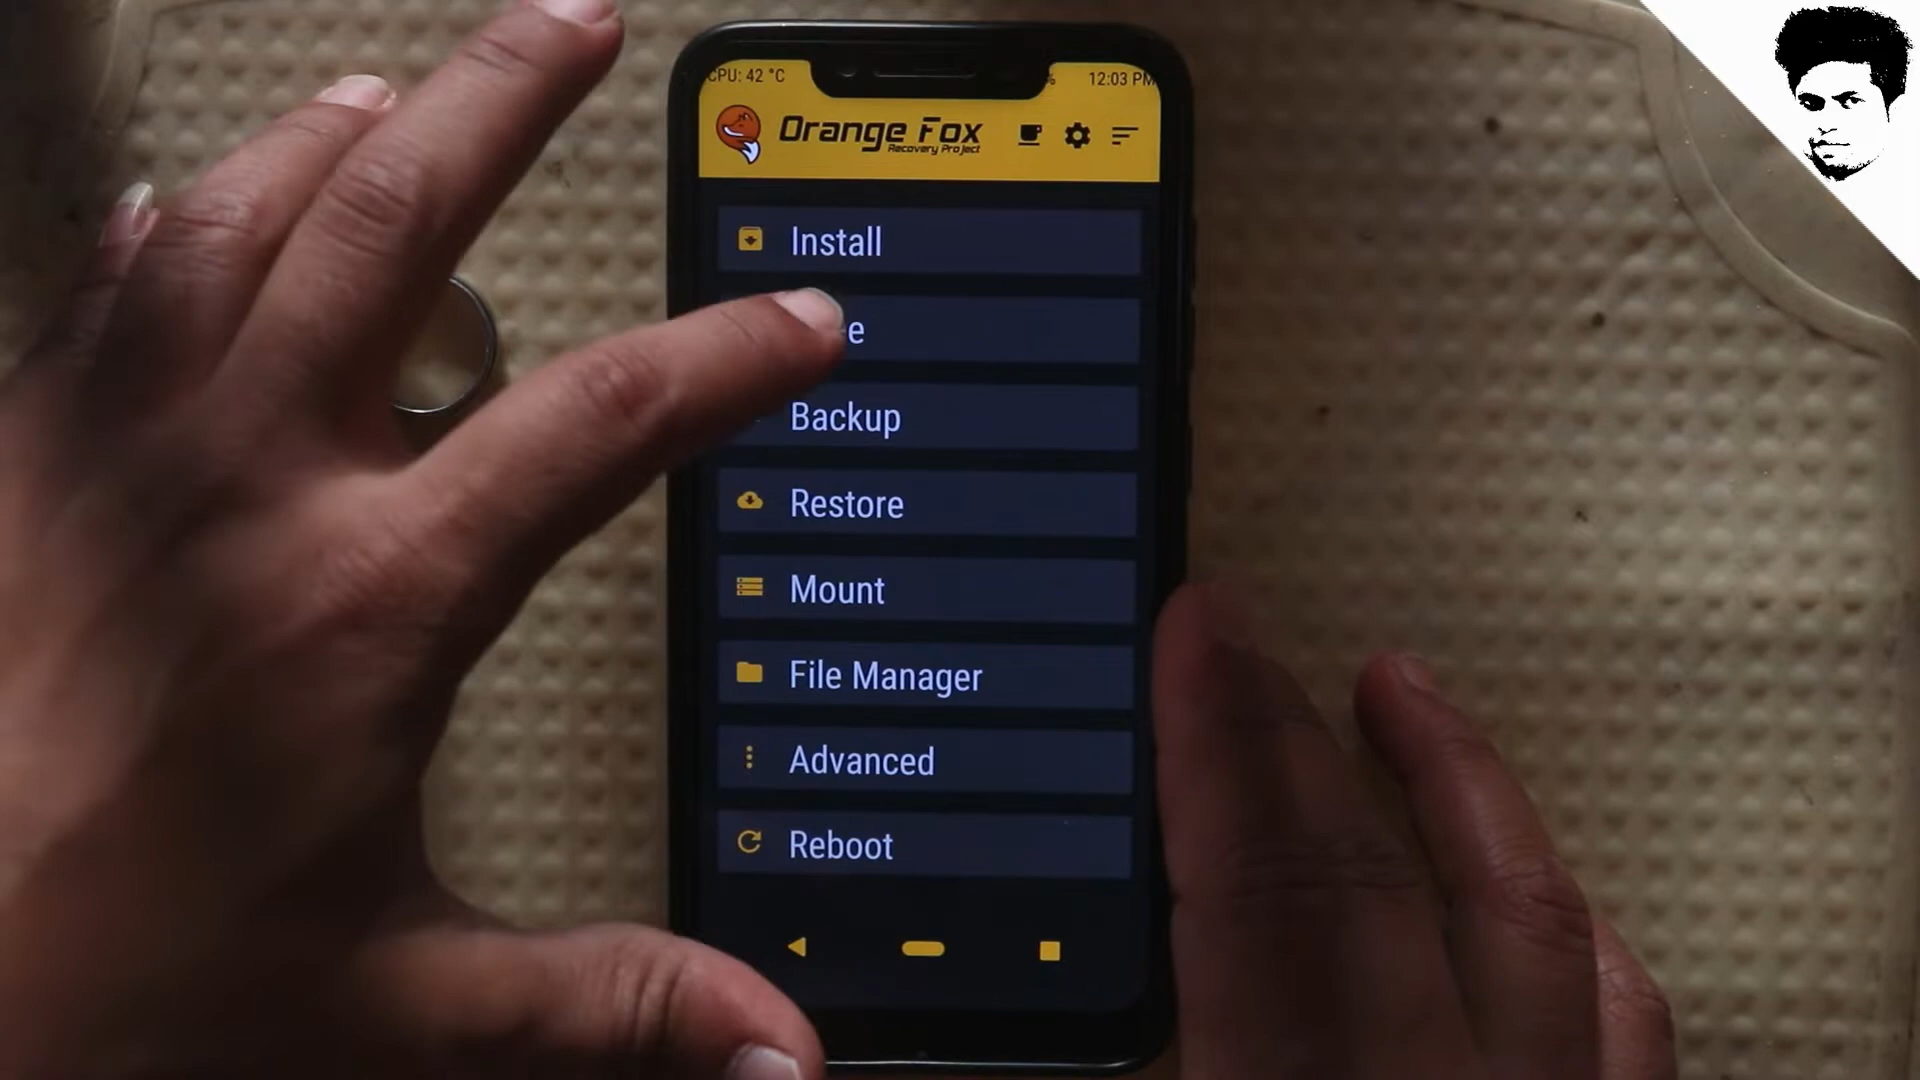 CPU: 42 °C
% 12:03 PM
Orange Fox
Recovery Project
Install
Backup
Restore
Mount
File Manager
Advanced
Reboot